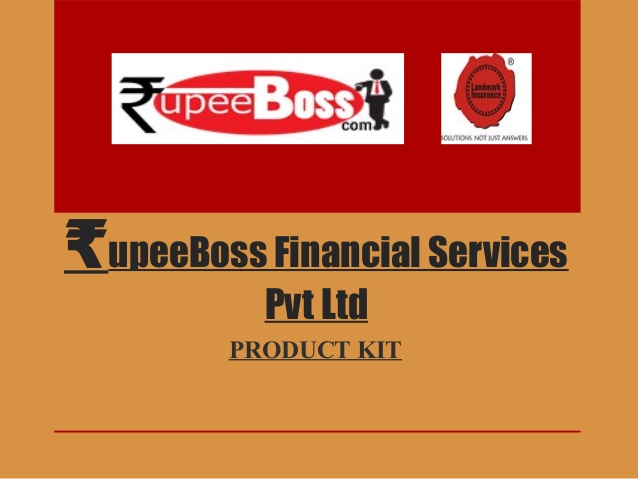 ₹upeeBoss
com
®
Landmark
Insurance
SOLUTIONS. NOT JUST ANSWERS.
₹upeeBoss Financial Services
Pvt Ltd
PRODUCT KIT